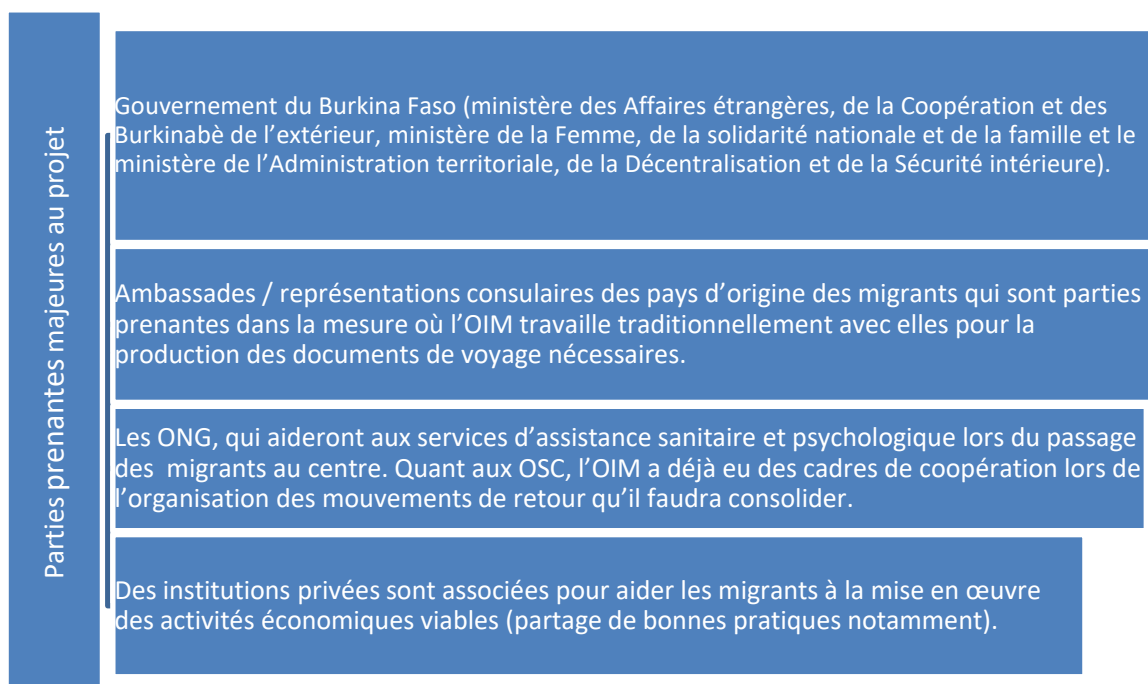 Parties prenantes majeures au projet
Gouvernement du Burkina Faso (ministère des Affaires étrangères, de la Coopération et des
Burkinabè de l’extérieur, ministère de la Femme, de la solidarité nationale et de la famille et le
ministère de l’Administration territoriale, de la Décentralisation et de la Sécurité intérieure).
Ambassades / représentations consulaires des pays d’origine des migrants qui sont parties
prenantes dans la mesure où l’OIM travaille traditionnellement avec elles pour la
production des documents de voyage nécessaires.
Les ONG, qui aideront aux services d’assistance sanitaire et psychologique lors du passage
des migrants au centre. Quant aux OSC, l’OIM a déjà eu des cadres de coopération lors de
l’organisation des mouvements de retour qu’il faudra consolider.
Des institutions privées sont associées pour aider les migrants à la mise en œuvre
des activités économiques viables (partage de bonnes pratiques notamment).